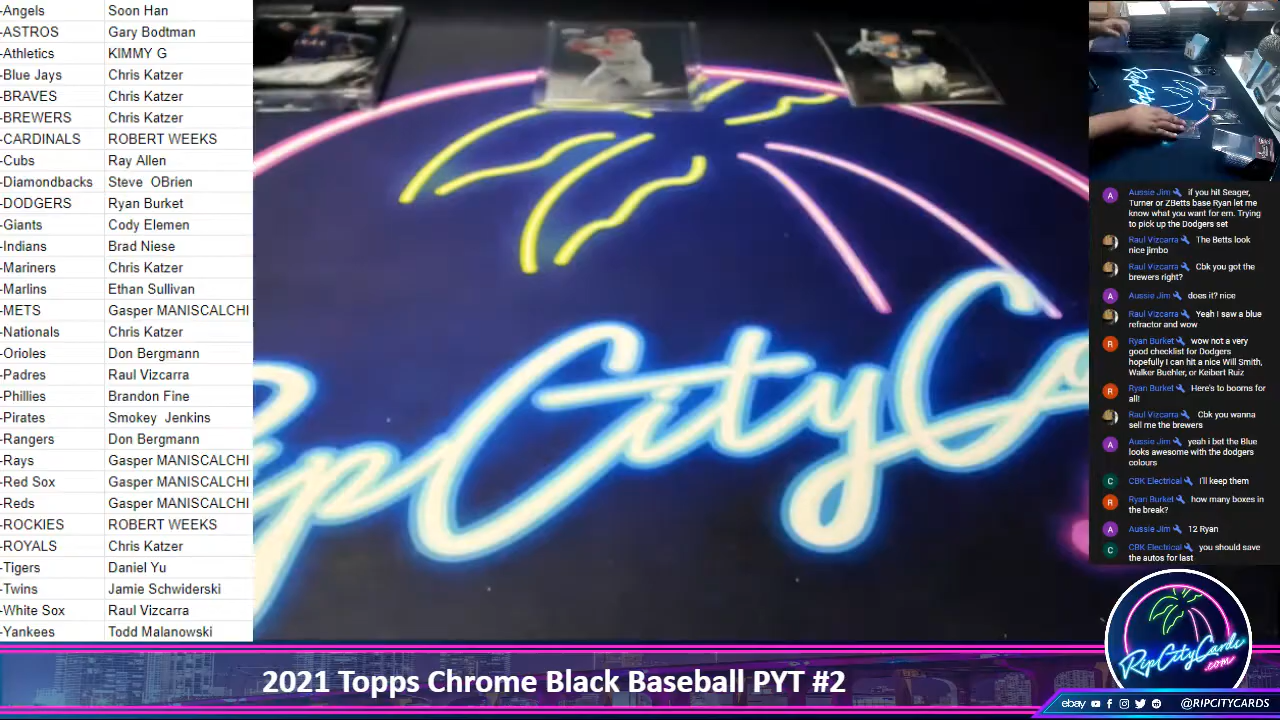 -Angels Soon Han
-ASTROS Gary Bodtman
-Athletics KIMMY G
-Blue Jays Chris Katzer
-BRAVES Chris Katzer
-BREWERS Chris Katzer
-CARDINALS ROBERT WEEKS
-Cubs Ray Allen
-Diamondbacks Steve OBrien
-DODGERS Ryan Burket
-Giants Cody Elemen
-Indians Brad Niese
-Mariners Chris Katzer
-Marlins Ethan Sullivan
-METS Gasper MANISCALCHI
-Nationals Chris Katzer
-Orioles Don Bergmann
-Padres Raul Vizcarra
-Phillies Brandon Fine
-Pirates Smokey Jenkins
-Rangers Don Bergmann
-Rays Gasper MANISCALCHI
-Red Sox Gasper MANISCALCHI
-Reds Gasper MANISCALCHI
-ROCKIES ROBERT WEEKS
-ROYALS Chris Katzer
-Tigers Daniel Yu
-Twins Jamie Schwiderski
-White Sox Raul Vizcarra
-Yankees Todd Malanowski
ip City Ca
A Aussie Jim if you hit Seager,
Turner or ZBetts base Ryan let me
know what you want for em. Trying
to pick up the Dodgers set
Raul Vizcarra The Betts look
nice jimbo
Raul Vizcarra Cbk you got the
brewers right?
A Aussie Jim does it? nice
Raul Vizcarra Yeah I saw a blue
refractor and wow
R Ryan Burket wow not a very
good checklist for Dodgers
hopefully I can hit a nice Will Smith,
Walker Buehler, or Keibert Ruiz
R Ryan Burket Here's to booms for
all!
Raul Vizcarra Cbk you wanna
sell me the brewers
A Aussie Jim yeah i bet the Blue
looks awesome with the dodgers
colours
C CBK Electrical I'll keep them
R Ryan Burket how many boxes in
the break?
A Aussie Jim 12 Ryan
C CBK Electrical you should save
the autos for last
RipCityCards
.com
2021 Topps Chrome Black Baseball PYT #2
ebay @RIPCITYCARDS